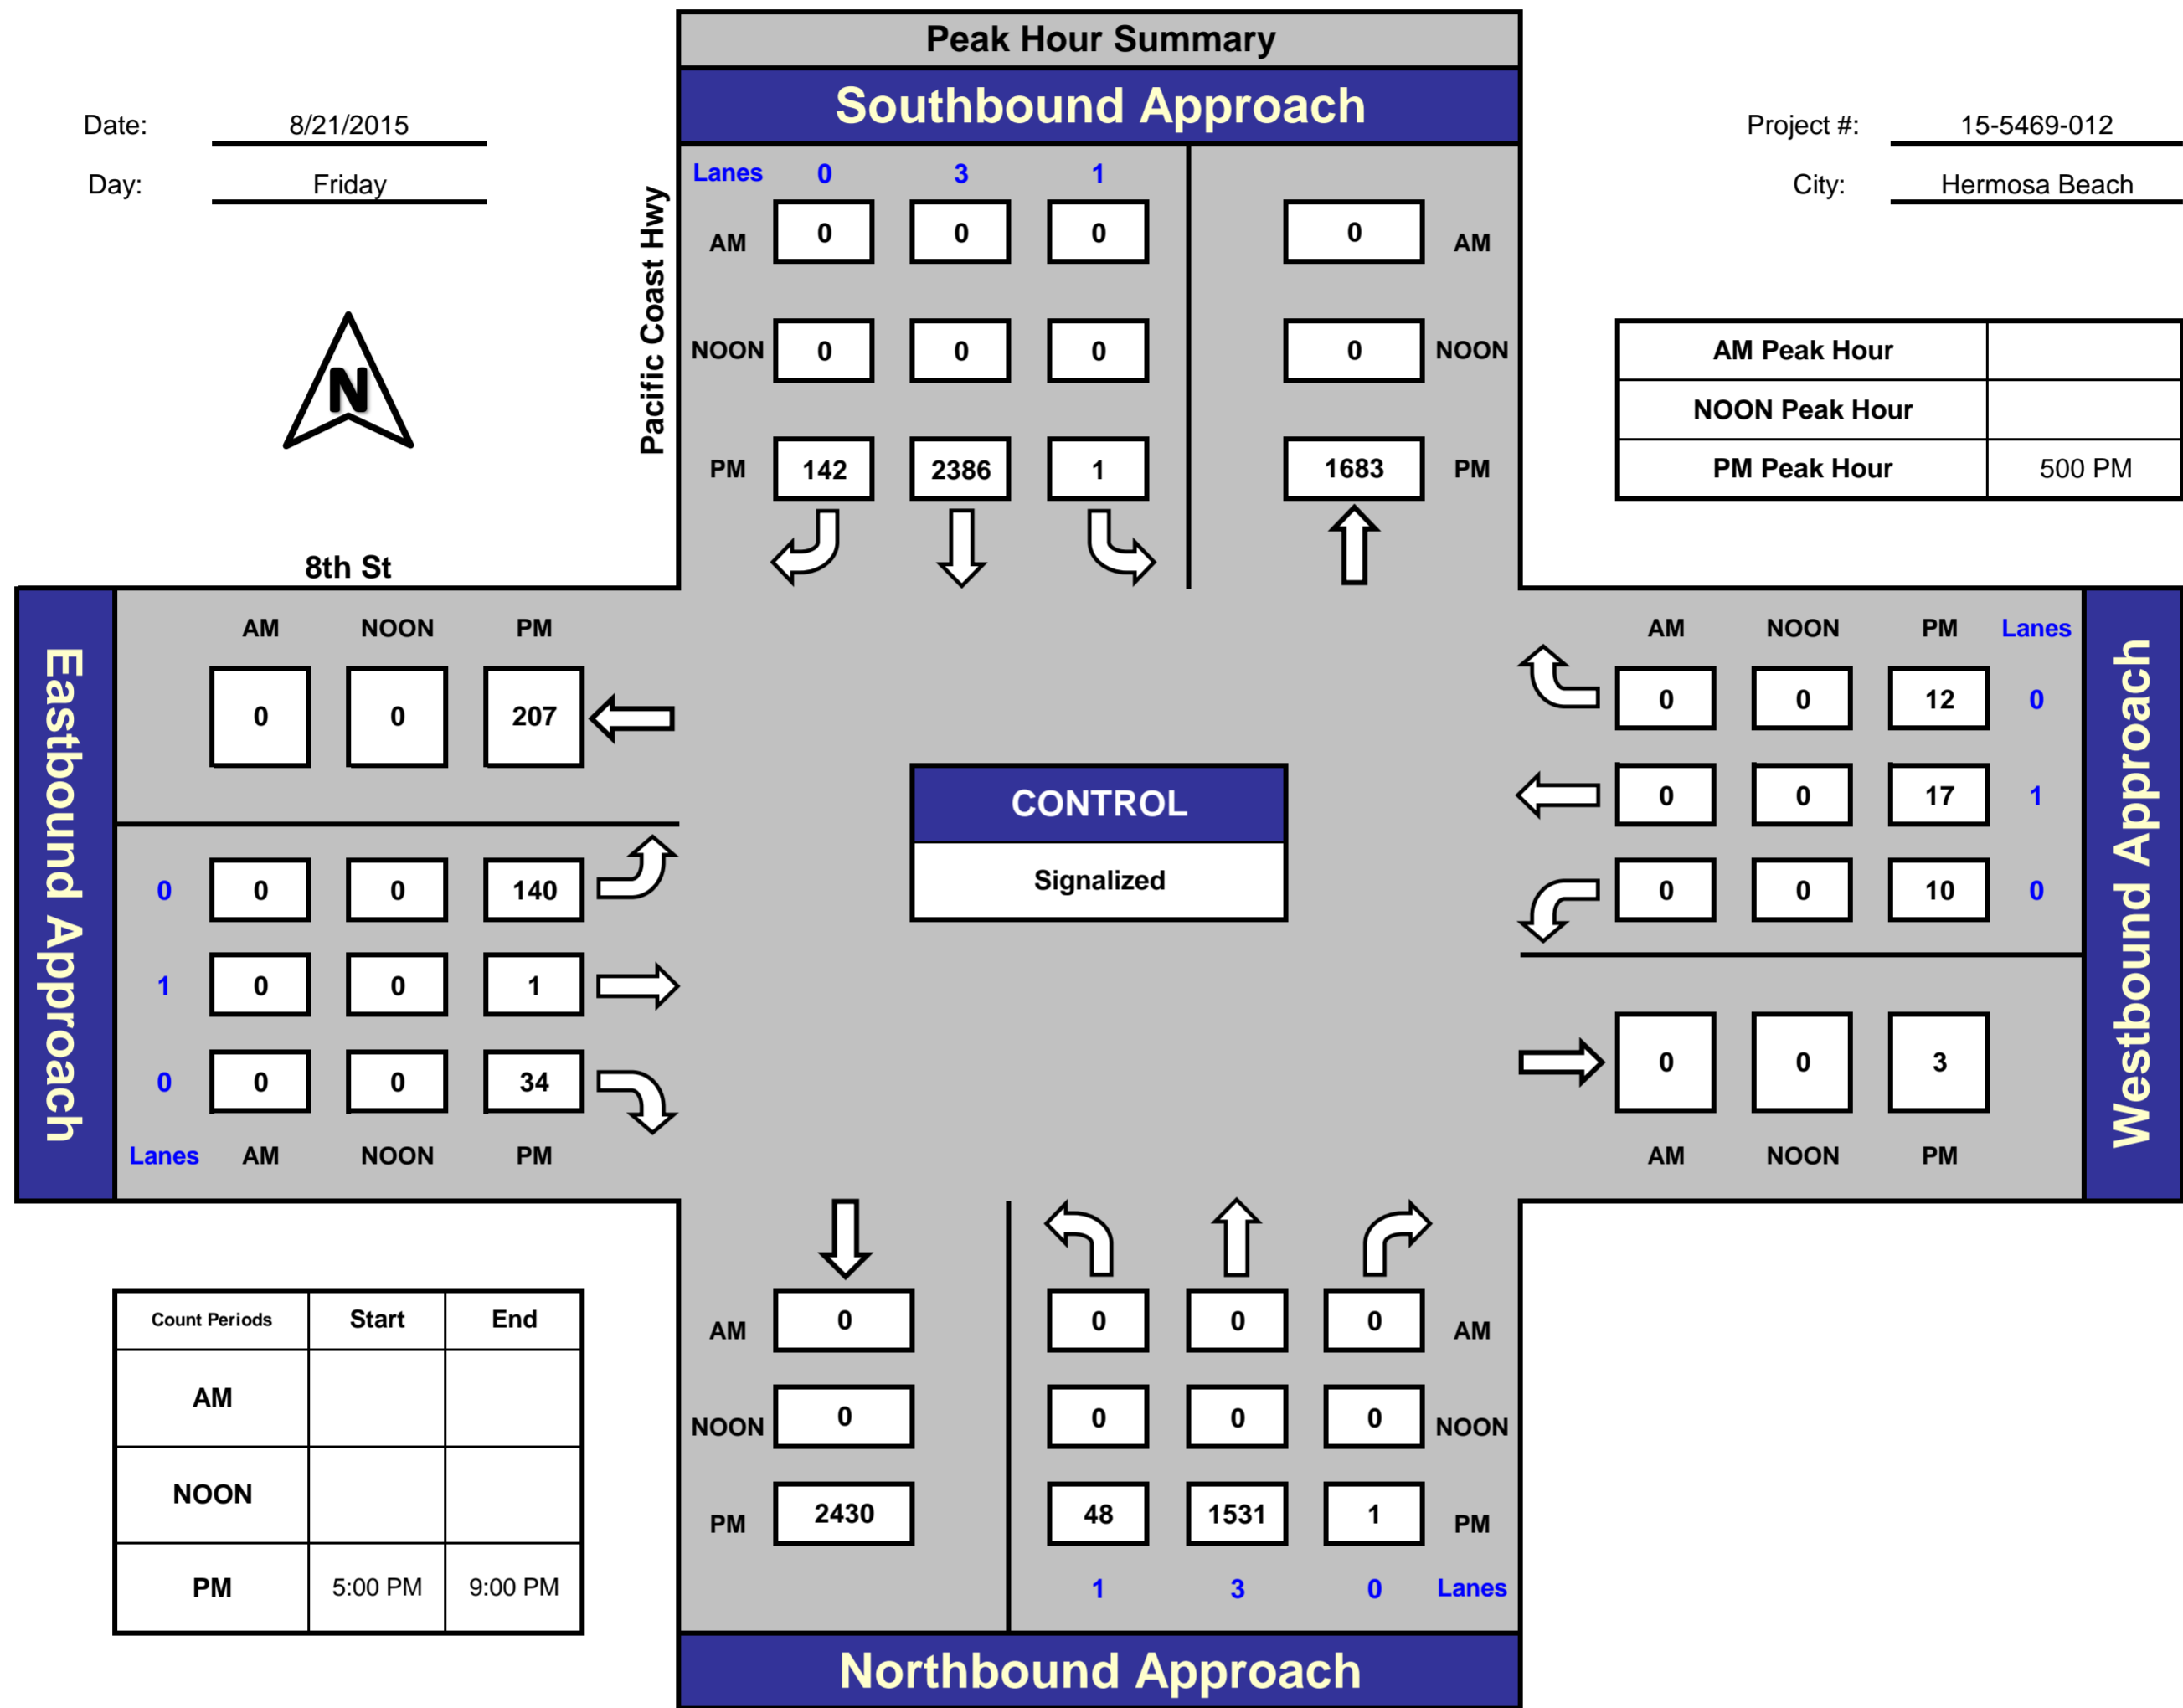 Peak Hour Summary
Southbound Approach
Date: 8/21/2015
Day: Friday
Project #: 15-5469-012
City: Hermosa Beach
N
Pacific Coast Hwy
Lanes 0 3 1
AM 0 0 0 0 AM
NOON 0 0 0 0 NOON
PM 142 2386 1 1683 PM
AM Peak Hour
NOON Peak Hour
PM Peak Hour 500 PM
8th St
Eastbound Approach
AM NOON PM
0 0 207
0 0 0 140
1 0 0 1
0 0 0 34
Lanes AM NOON PM
CONTROL
Signalized
AM NOON PM Lanes
0 0 12 0
0 0 17 1
0 0 10 0
0 0 3
AM NOON PM
Westbound Approach
Count Periods Start End
AM
NOON
PM 5:00 PM 9:00 PM
AM 0 0 0 0 AM
NOON 0 0 0 0 NOON
PM 2430 48 1531 1 PM
1 3 0 Lanes
Northbound Approach